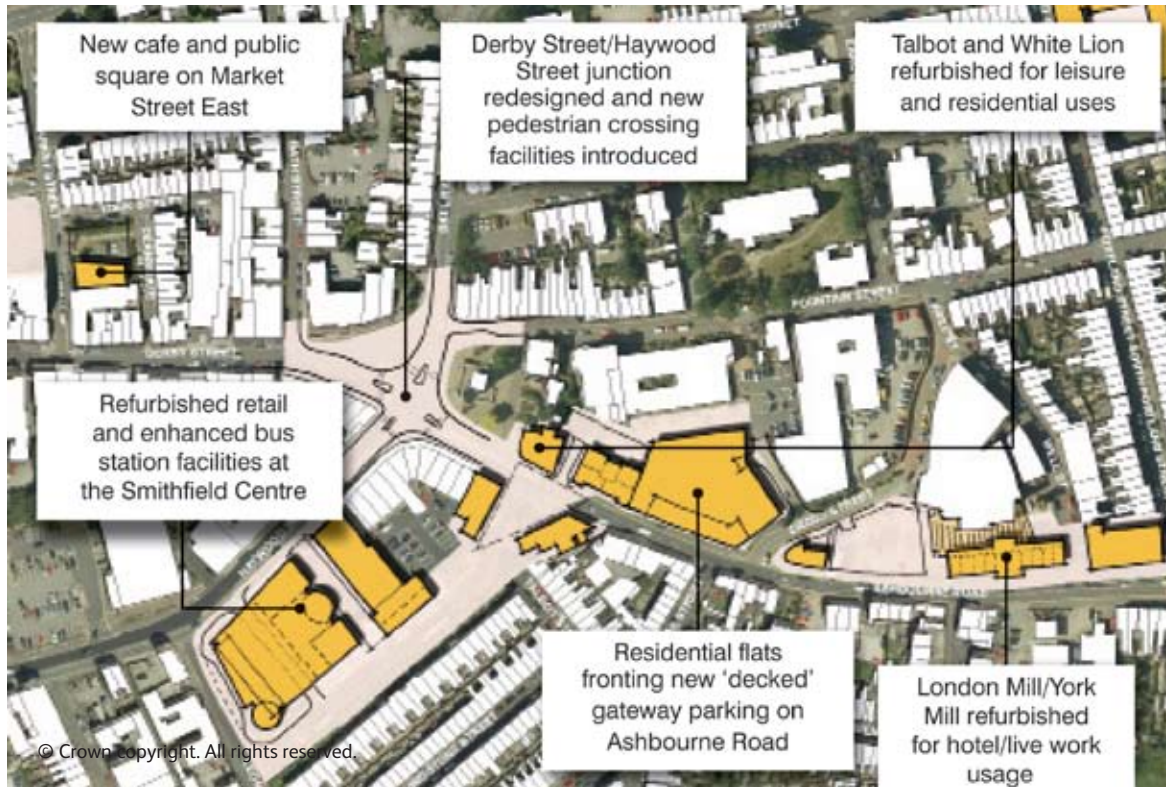 New cafe and public
square on Market
Street East
Derby Street/Haywood
Street junction
redesigned and new
pedestrian crossing
facilities introduced
Talbot and White Lion
refurbished for leisure
and residential uses
STREET
FOUNTAIN STREET
DERBY STREET
Refurbished retail
and enhanced bus
station facilities at
the Smithfield Centre
Residential flats
fronting new ‘decked’
gateway parking on
Ashbourne Road
London Mill/York
Mill refurbished
for hotel/live work
usage
© Crown copyright. All rights reserved.